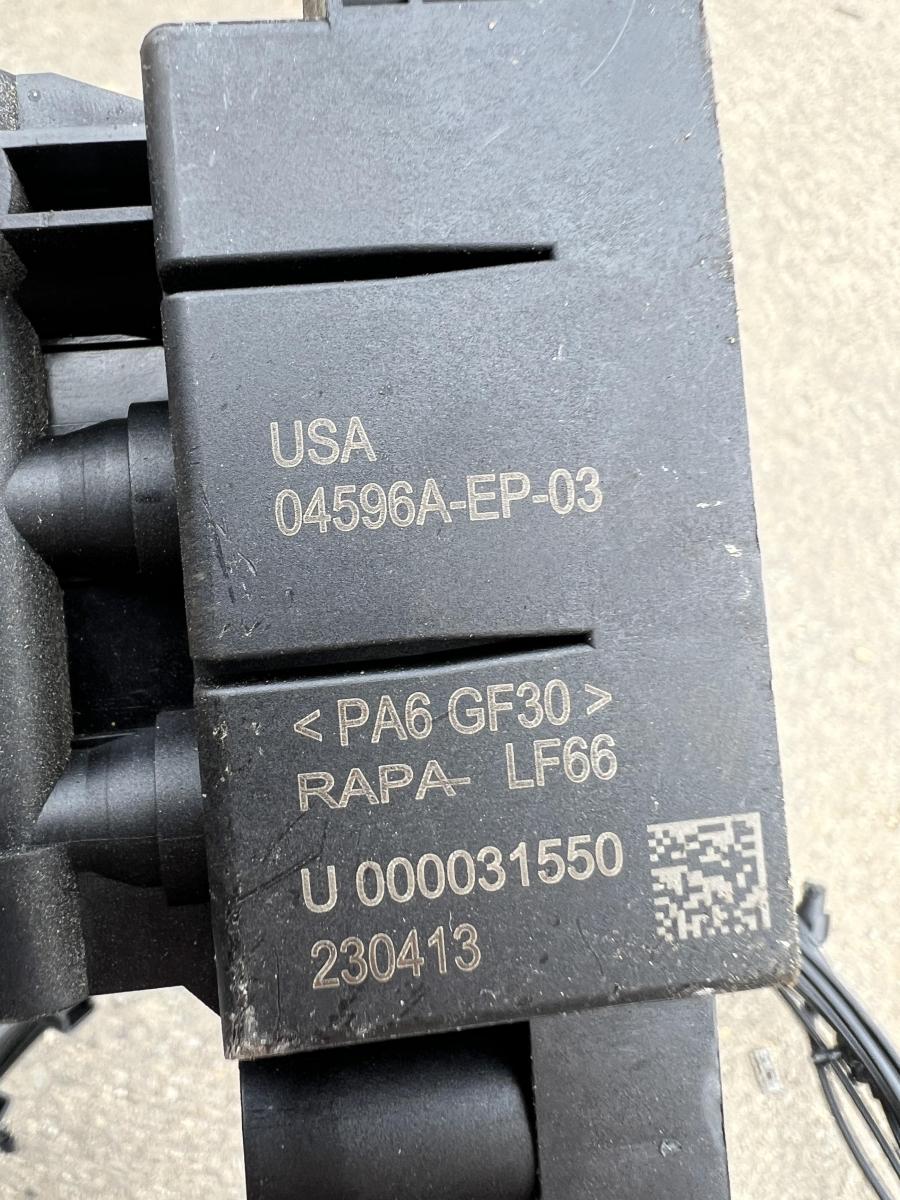 USA
04596A-EP-03
< PA6 GF30 >
RAPA LF66
U 000031550
230413